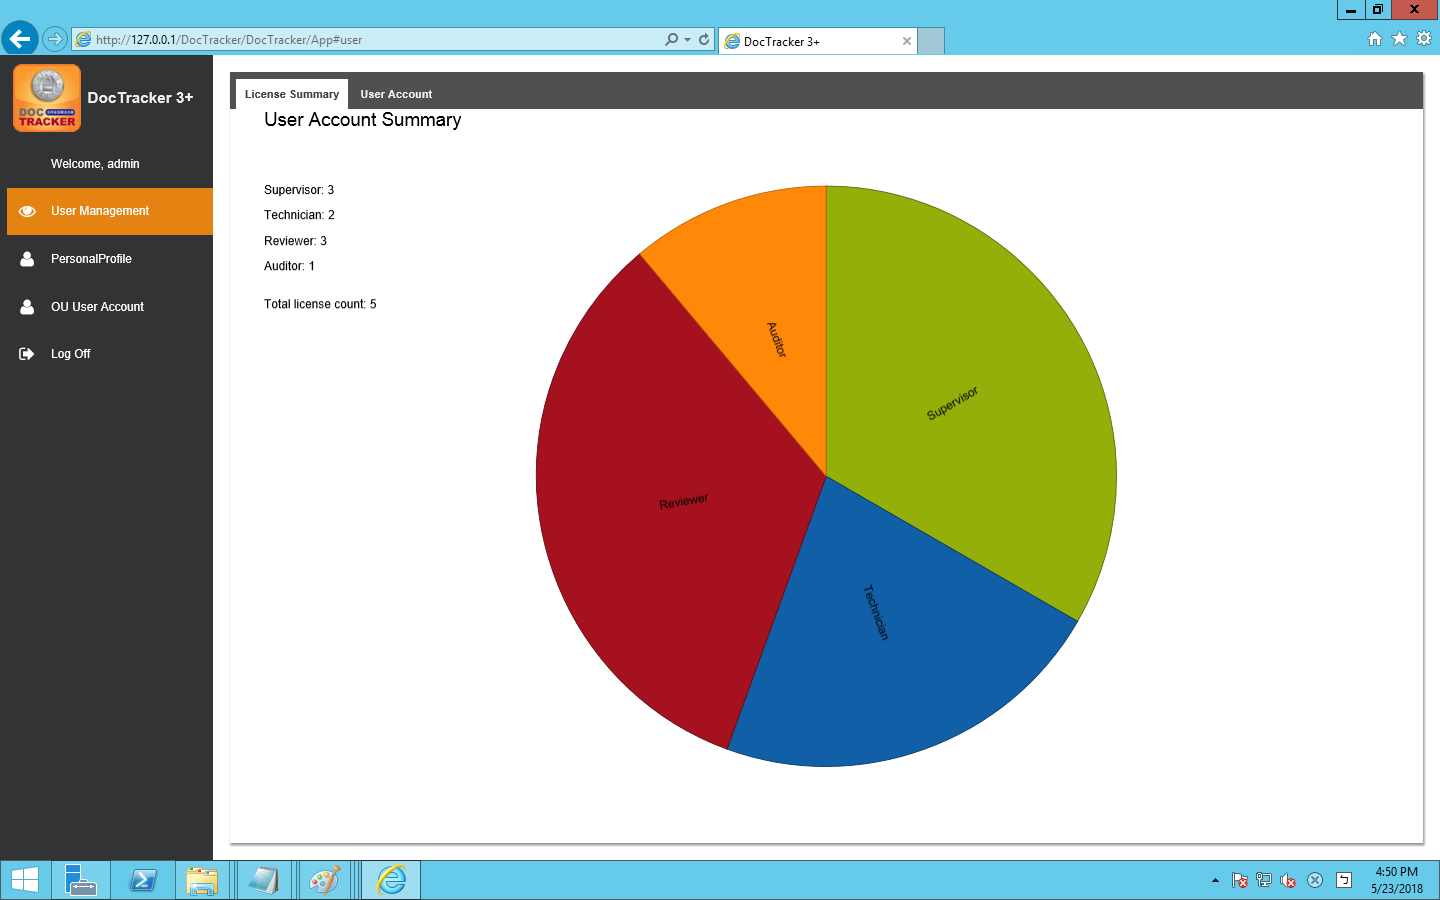 http://127.0.0.1/DocTracker/DocTracker/App#user
DocTracker 3+
DOC
TRACKER
DocTracker 3+
Welcome, admin
User Management
PersonalProfile
OU User Account
Log Off
License Summary
User Account
User Account Summary
Supervisor: 3
Technician: 2
Reviewer: 3
Auditor: 1
Total license count: 5
Auditor
Supervisor
Reviewer
Technician
4:50 PM
5/23/2018